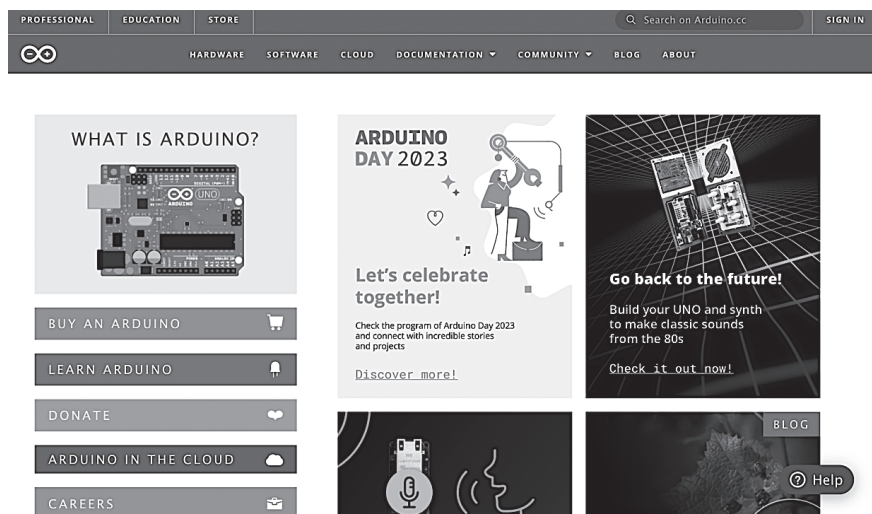 PROFESSIONAL
EDUCATION
STORE
Search on Arduino.cc
SIGN IN
HARDWARE
SOFTWARE
CLOUD
DOCUMENTATION
COMMUNITY
BLOG
ABOUT
WHAT IS ARDUINO?
ARDUINO
UNO
BUY AN ARDUINO
LEARN ARDUINO
DONATE
ARDUINO IN THE CLOUD
CAREERS
ARDUINO
DAY 2023
Let's celebrate
together!
Check the program of Arduino Day 2023
and connect with incredible stories
and projects
Discover more!
Go back to the future!
Build your UNO and synth
to make classic sounds
from the 80s
Check it out now!
BLOG
Help